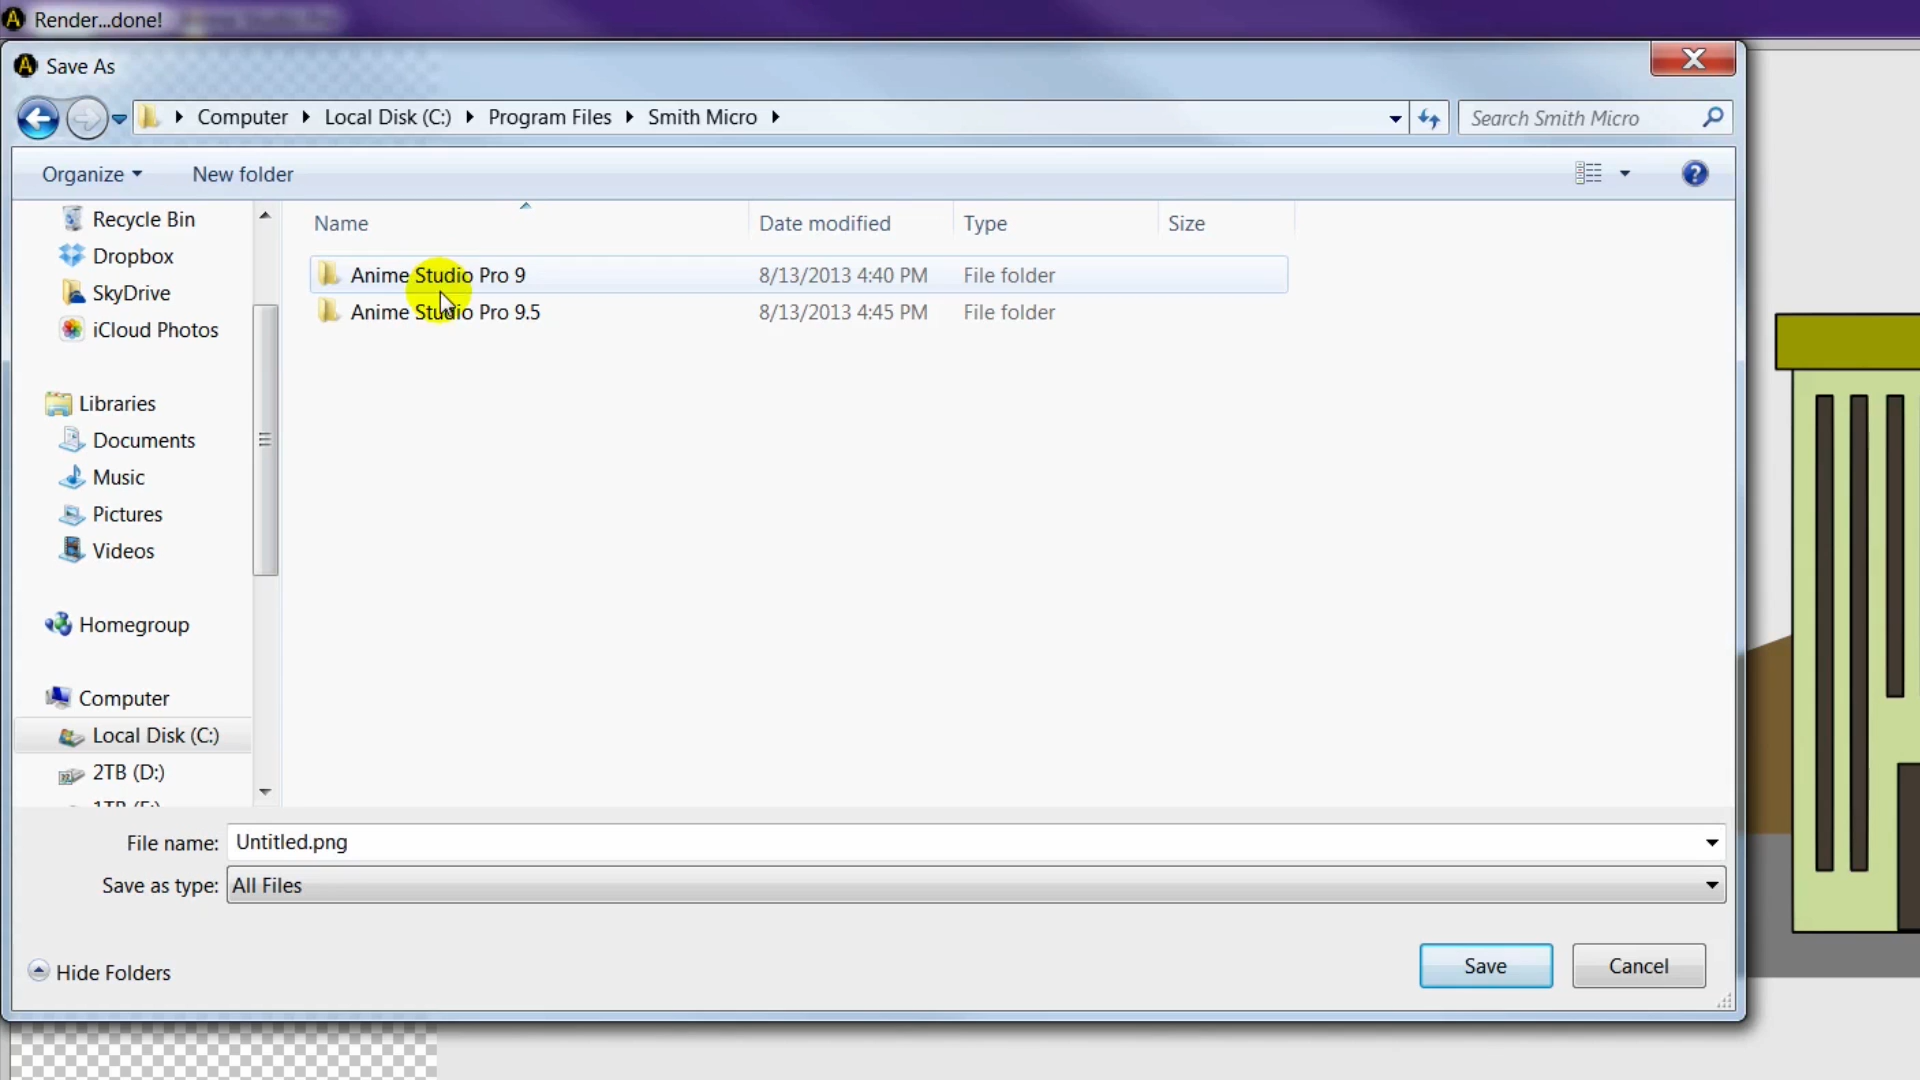 Render...done!
Save As
Computer Local Disk (C:) Program Files Smith Micro
Search Smith Micro
Organize New folder
Name Date modified Type Size
Recycle Bin
Dropbox
SkyDrive
iCloud Photos
Libraries
Documents
Music
Pictures
Videos
Homegroup
Computer
Local Disk (C:)
2TB (D:)
Anime Studio Pro 9 8/13/2013 4:40 PM File folder
Anime Studio Pro 9.5 8/13/2013 4:45 PM File folder
File name: Untitled.png
Save as type: All Files
Hide Folders
Save Cancel